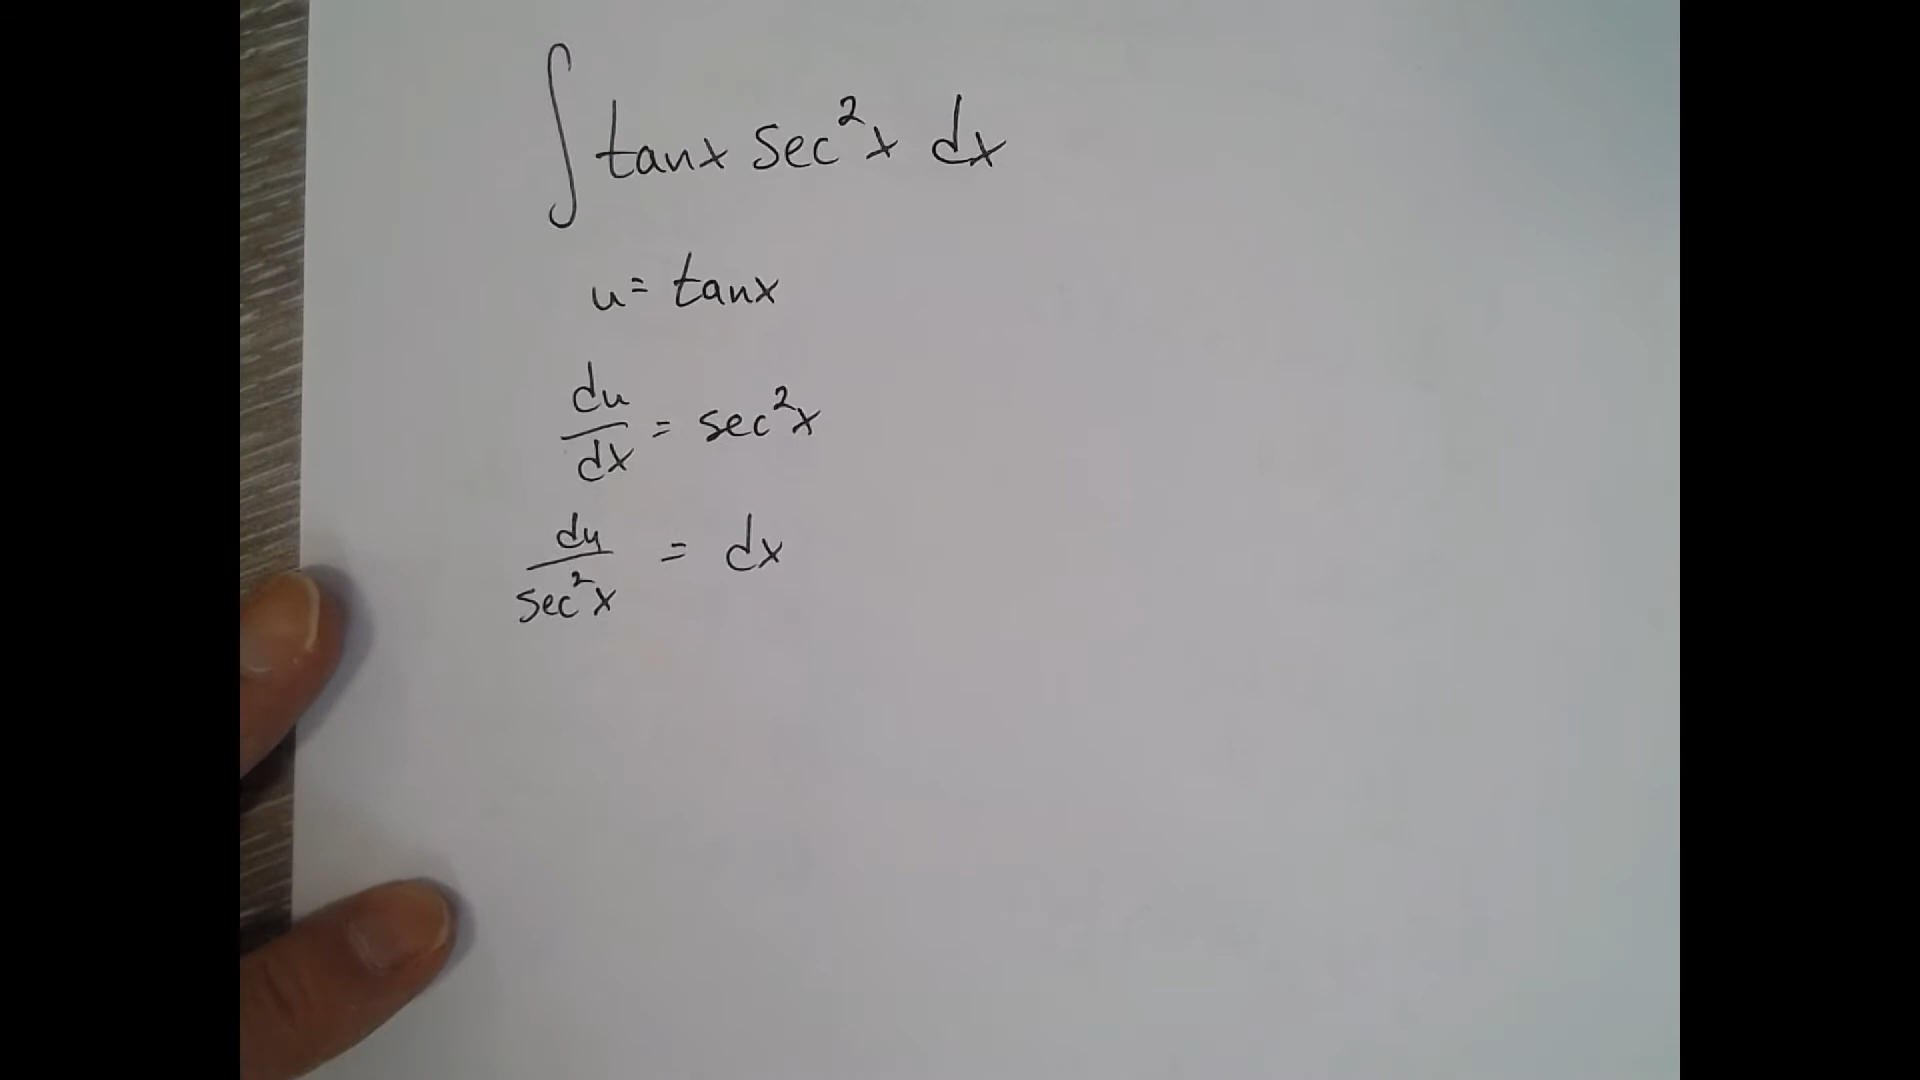 ∫ tanx sec²x dx
u = tanx
du/dx = sec²x
du/sec²x = dx